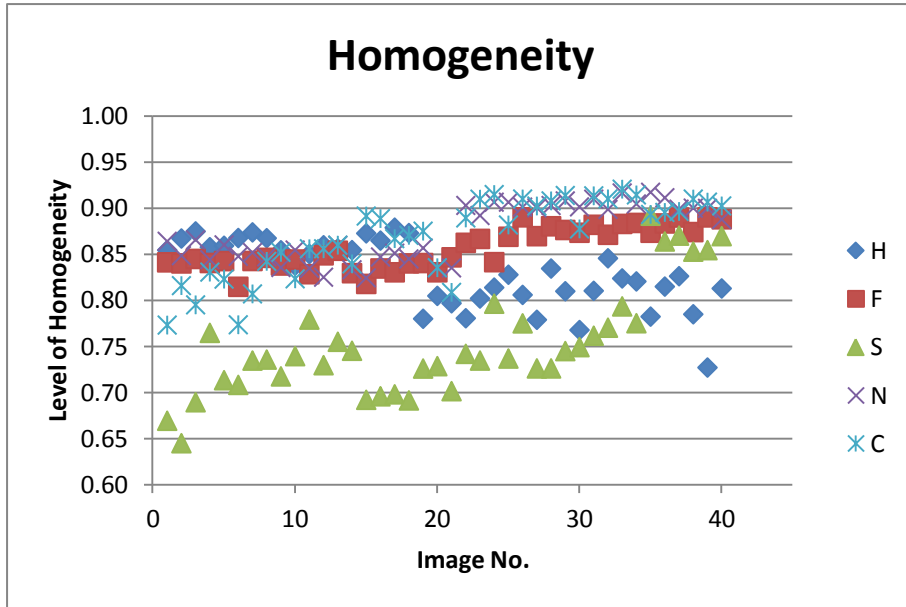 Homogeneity
Level of Homogeneity
1.00
0.95
0.90
0.85
0.80
0.75
0.70
0.65
0.60
0 10 20 30 40
Image No.
H
F
S
N
C